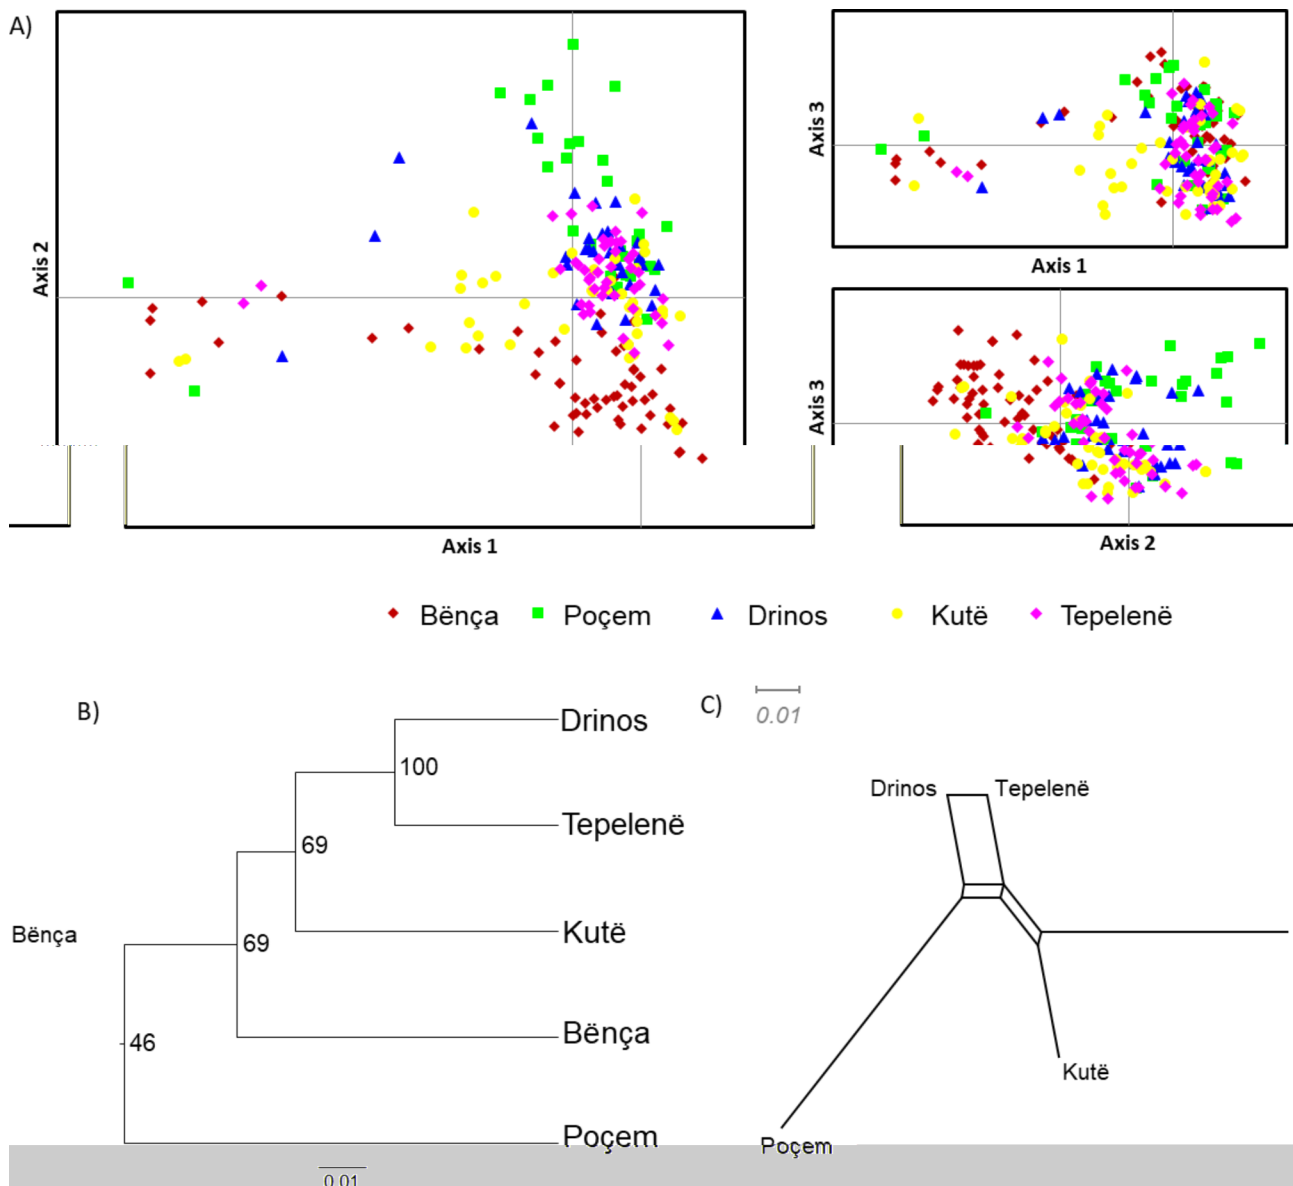 A)
Axis 2
Axis 1
Axis 3
Axis 1
Axis 3
Axis 2
Bënça Poçem Drinos Kutë Tepelenë
B)
Drinos
100
Tepelenë
69
Kutë
69
Bënça
Bënça
46
Poçem
0.01
C)
0.01
Drinos Tepelenë
Kutë
Poçem